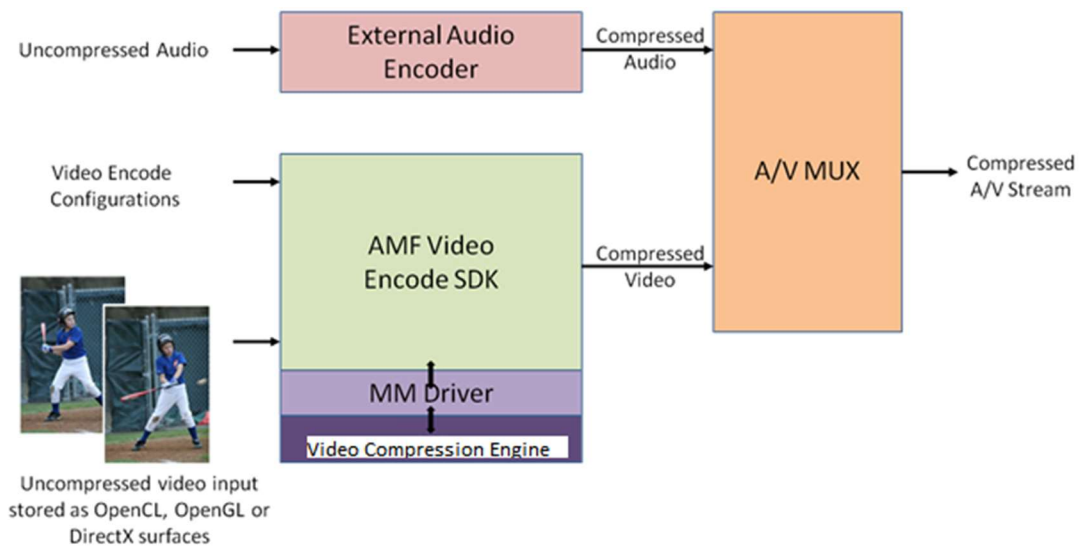 Uncompressed Audio
External Audio
Encoder
Compressed
Audio
A/V MUX
Compressed
A/V Stream
Video Encode
Configurations
AMF Video
Encode SDK
Compressed
Video
MM Driver
Video Compression Engine
Uncompressed video input
stored as OpenCL, OpenGL or
DirectX surfaces